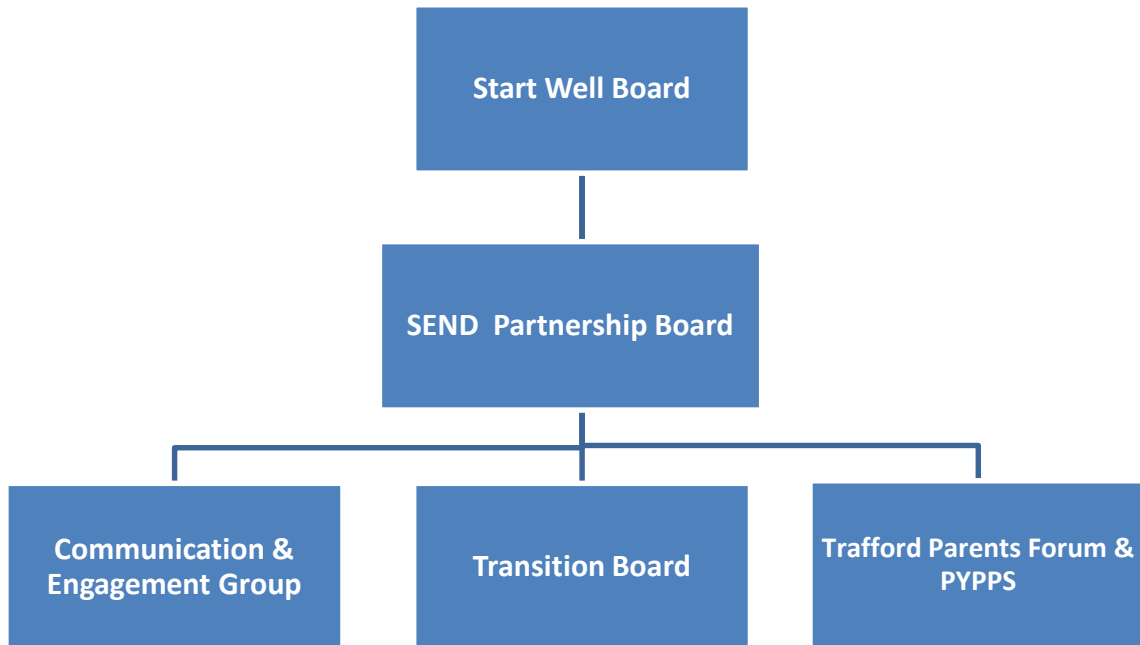 Start Well Board
SEND  Partnership Board
Communication &
Engagement Group
Transition Board
Trafford Parents Forum &
PYPPS